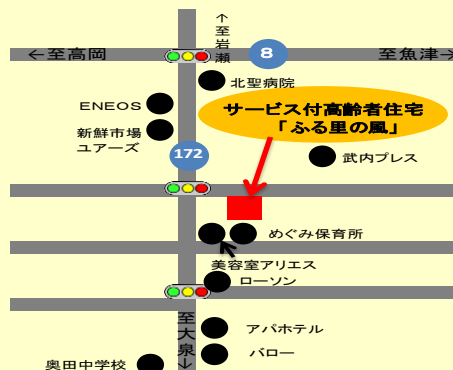 ↑至岩瀬
←至高岡
8
至魚津→
北聖病院
ENEOS
サービス付高齢者住宅
「ふる里の風」
新鮮市場
ユアーズ
172
武内プレス
めぐみ保育所
美容室アリエス
ローソン
至大泉↓
アパホテル
バロー
奥田中学校